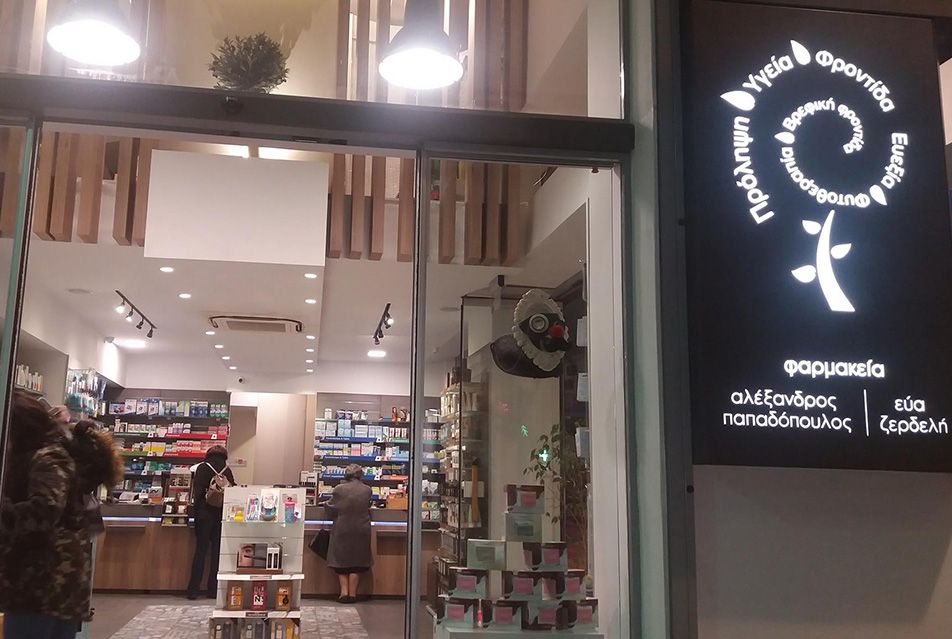 Πρόληψη Υγεία Φροντίδα Ευεξία Φυτοθεραπεία Βρεφική φροντίδα
φαρμακεία
αλέξανδρος
παπαδόπουλος
εύα
ζερδελή